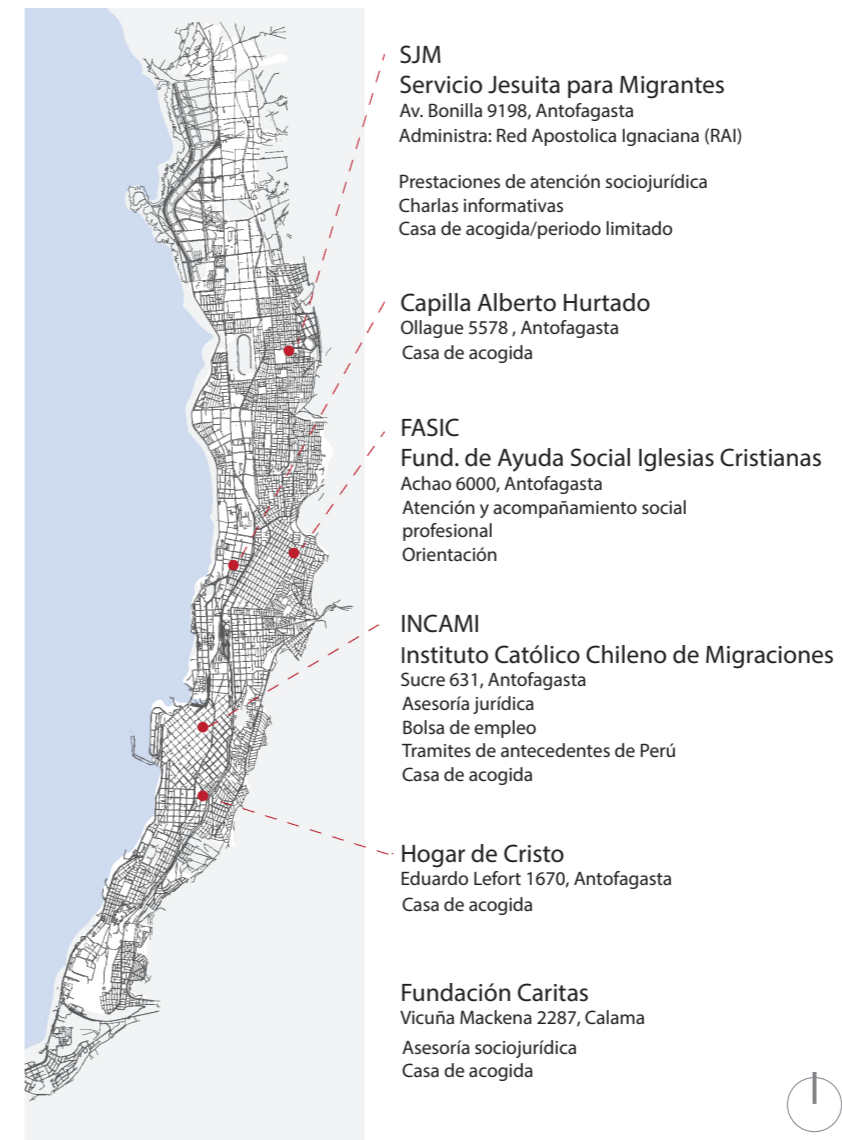 SJM
Servicio Jesuita para Migrantes
Av. Bonilla 9198, Antofagasta
Administra: Red Apostolica Ignaciana (RAI)
Prestaciones de atención sociojurídica
Charlas informativas
Casa de acogida/periodo limitado
Capilla Alberto Hurtado
Ollague 5578 , Antofagasta
Casa de acogida
FASIC
Fund. de Ayuda Social Iglesias Cristianas
Achao 6000, Antofagasta
Atención y acompañamiento social
profesional
Orientación
INCAMI
Instituto Católico Chileno de Migraciones
Sucre 631, Antofagasta
Asesoría jurídica
Bolsa de empleo
Tramites de antecedentes de Perú
Casa de acogida
Hogar de Cristo
Eduardo Lefort 1670, Antofagasta
Casa de acogida
Fundación Caritas
Vicuña Mackena 2287, Calama
Asesoría sociojurídica
Casa de acogida